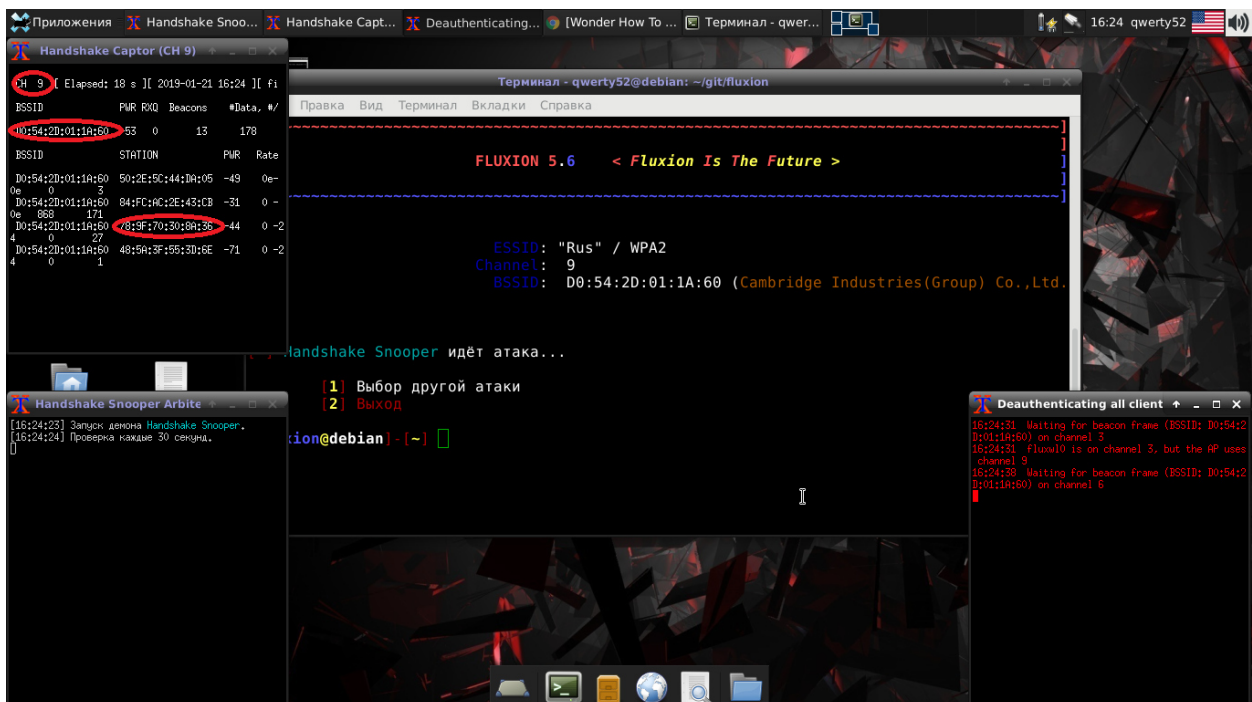 Приложения Handshake Snoo... Handshake Capt... Deauthenticating... [Wonder How To ... Терминал - qwer... 16:24 qwerty52
Handshake Captor (CH 9)
CH 9 ][ Elapsed: 18 s ][ 2019-01-21 16:24 ][ fi
BSSID PWR RXQ Beacons #Data, #/
D0:54:2D:01:1A:60 -53 0 13 178
BSSID STATION PWR Rate
D0:54:2D:01:1A:60 50:2E:5C:44:DA:05 -49 0e-
0e 0 3
D0:54:2D:01:1A:60 84:FC:AC:2E:43:CB -31 0 -
0e 868 171
D0:54:2D:01:1A:60 78:9F:70:30:8A:36 -44 0 -2
4 0 27
D0:54:2D:01:1A:60 48:5A:3F:55:3D:6E -71 0 -2
4 0 1
Терминал - qwerty52@debian: ~/git/fluxion
Правка Вид Терминал Вкладки Справка
FLUXION 5.6 < Fluxion Is The Future >
ESSID: "Rus" / WPA2
Channel: 9
BSSID: D0:54:2D:01:1A:60 (Cambridge Industries(Group) Co.,Ltd.
Handshake Snooper идёт атака...
[1] Выбор другой атаки
[2] Выход
xion@debian]-[~]
Handshake Snooper Arbite
[16:24:23] Запуск демона Handshake Snooper.
[16:24:24] Проверка каждые 30 секунд.
Deauthenticating all client
16:24:31 Waiting for beacon frame (BSSID: D0:54:2
D:01:1A:60) on channel 3
16:24:31 fluxwl0 is on channel 3, but the AP uses
channel 9
16:24:38 Waiting for beacon frame (BSSID: D0:54:2
D:01:1A:60) on channel 6